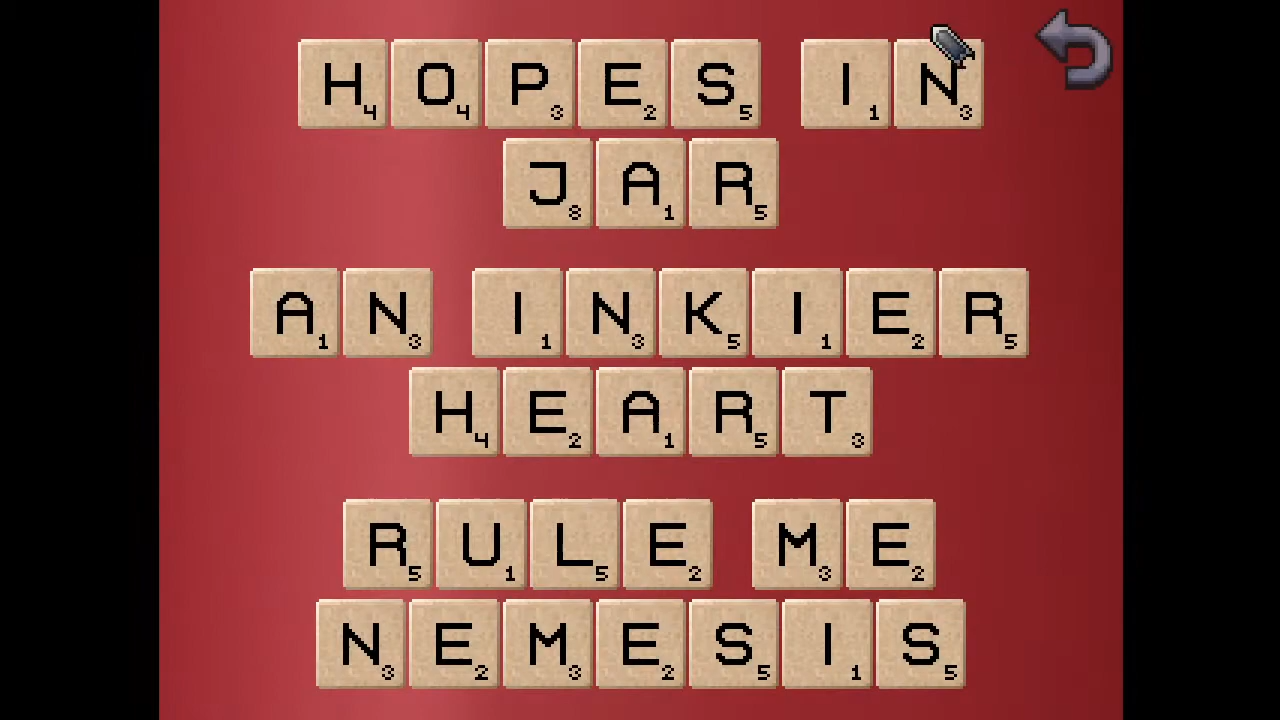 HOPES IN
JAR
AN INKIER
HEART
RULE ME
NEMESIS